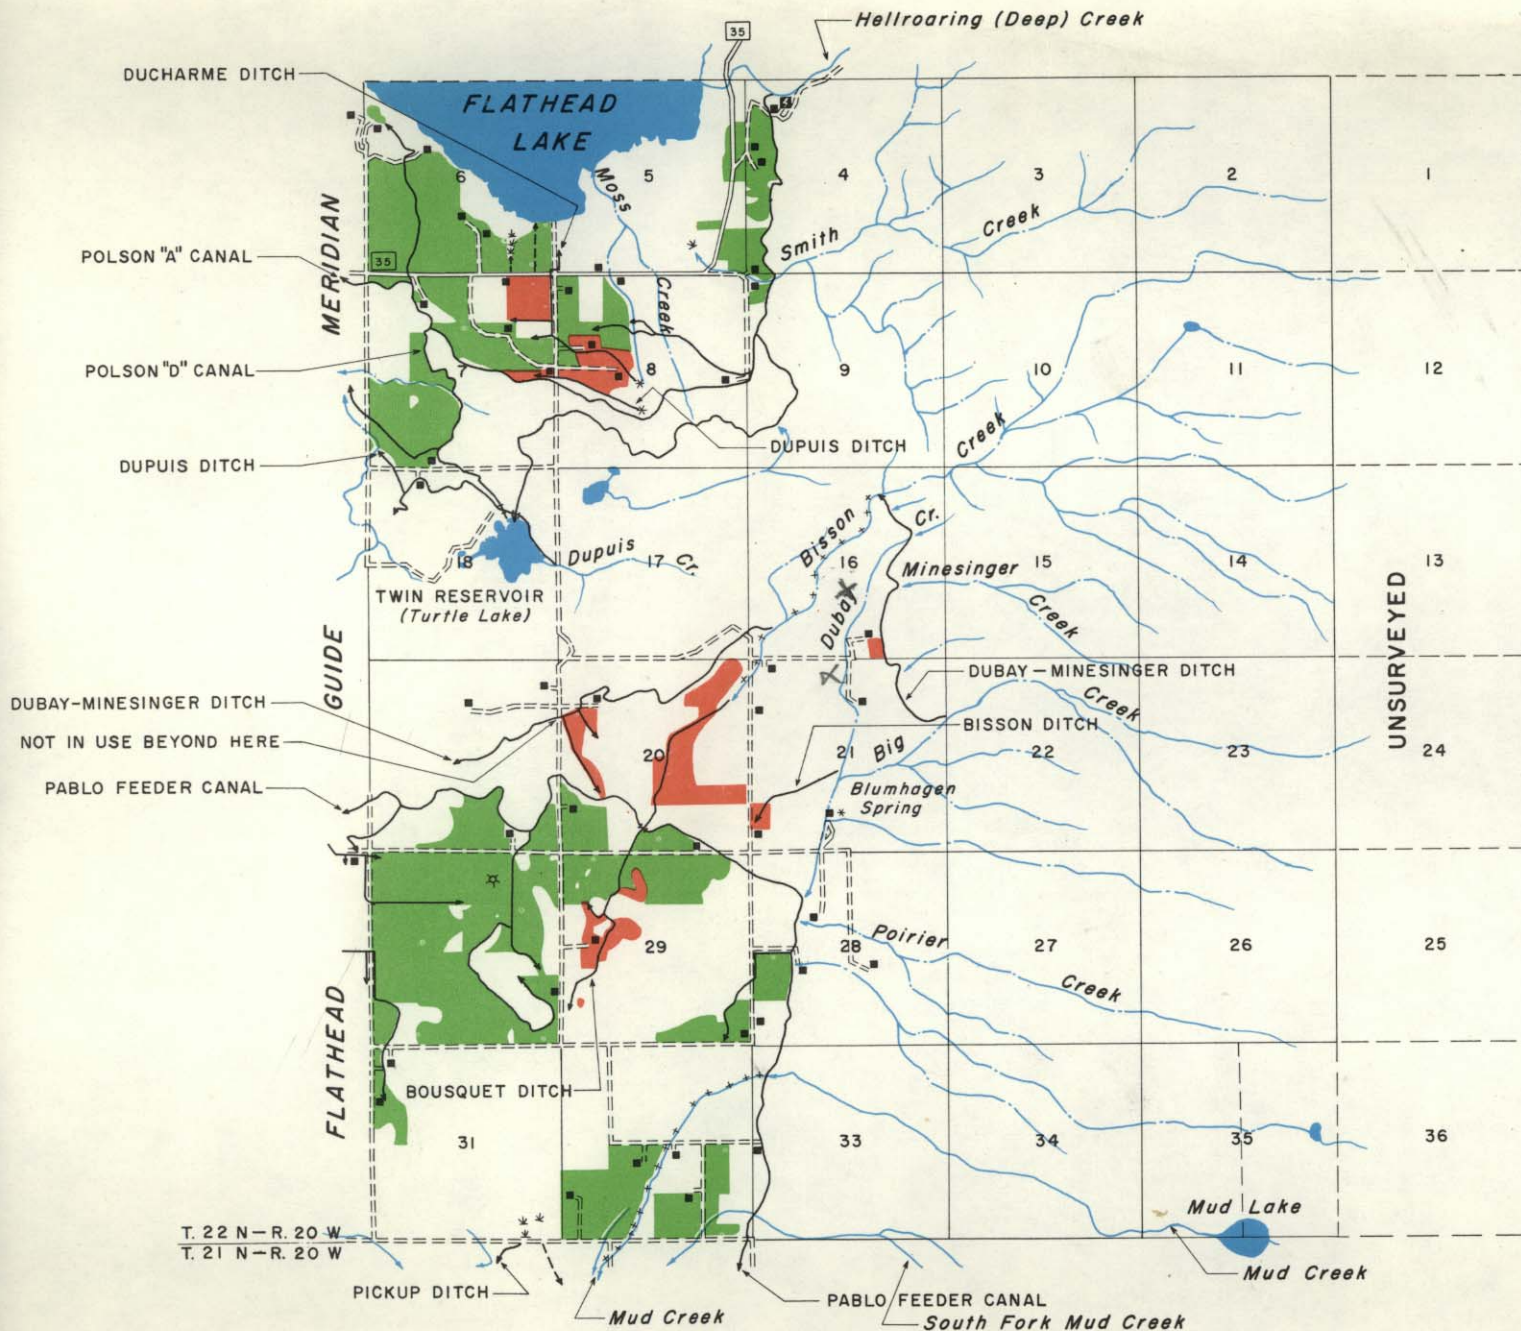 Hellroaring (Deep) Creek
35
DUCHARME DITCH
FLATHEAD
LAKE
6
5
4
3
2
1
Moss
Creek
Smith
Creek
MERIDIAN
POLSON "A" CANAL
35
POLSON "D" CANAL
7
8
9
10
11
12
Creek
DUPUIS DITCH
DUPUIS DITCH
Bisson
Cr.
18
Dupuis
17
Cr.
16
15
14
13
Minesinger
Creek
TWIN RESERVOIR
(Turtle Lake)
Dubay
UNSURVEYED
GUIDE
DUBAY—MINESINGER DITCH
DUBAY-MINESINGER DITCH
Creek
BISSON DITCH
NOT IN USE BEYOND HERE
20
21
Big
22
23
24
PABLO FEEDER CANAL
Blumhagen
Spring
29
28
Poirier
27
26
25
Creek
FLATHEAD
BOUSQUET DITCH
31
33
34
35
36
Mud Lake
T. 22 N—R. 20 W
T. 21 N—R. 20 W
Mud Creek
PICKUP DITCH
PABLO FEEDER CANAL
Mud Creek
South Fork Mud Creek